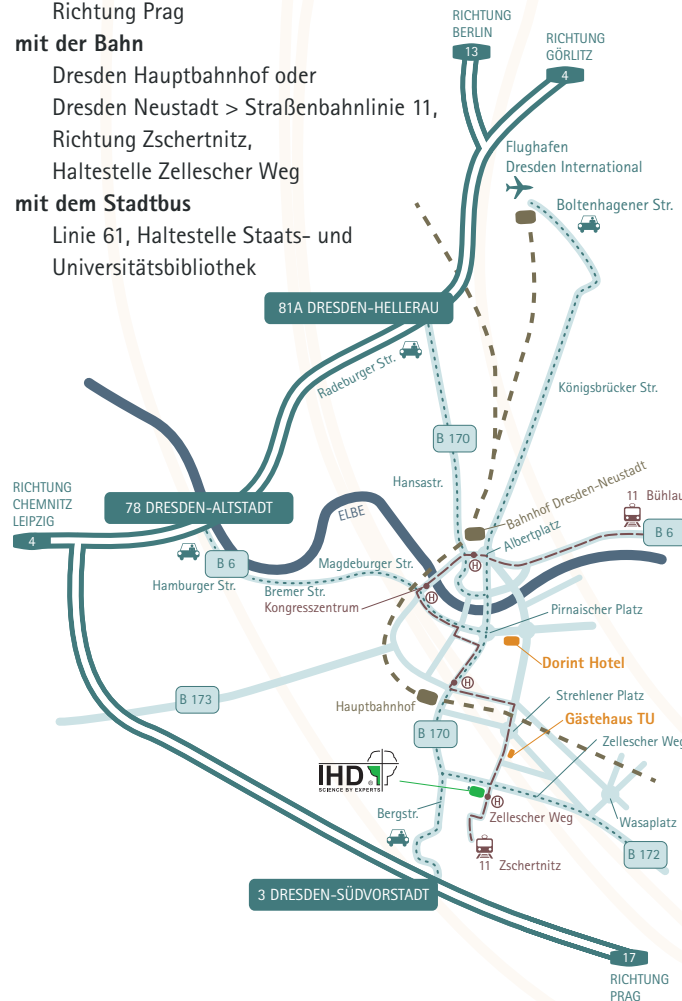 Richtung Prag
mit der Bahn
Dresden Hauptbahnhof oder
Dresden Neustadt > Straßenbahnlinie 11,
Richtung Zschertnitz,
Haltestelle Zellescher Weg
mit dem Stadtbus
Linie 61, Haltestelle Staats- und
Universitätsbibliothek
RICHTUNG
BERLIN
13
RICHTUNG
GÖRLITZ
4
Flughafen
Dresden International
Boltenhagener Str.
81A DRESDEN-HELLERAU
Radeburger Str.
Königsbrücker Str.
B 170
Hansastr.
RICHTUNG
CHEMNITZ
LEIPZIG
4
78 DRESDEN-ALTSTADT
ELBE
Bahnhof Dresden-Neustadt
Albertplatz
11 Bühlau
B 6
H
B 6
Hamburger Str.
Magdeburger Str.
Bremer Str.
Kongresszentrum
H
Pirnaischer Platz
Dorint Hotel
H
B 173
Hauptbahnhof
Strehlener Platz
B 170
Gästehaus TU
Zellescher Weg
IHD
SCIENCE BY EXPERTS
H
Bergstr.
Zellescher Weg
Wasaplatz
B 172
11 Zschertnitz
3 DRESDEN-SÜDVORSTADT
17
RICHTUNG
PRAG